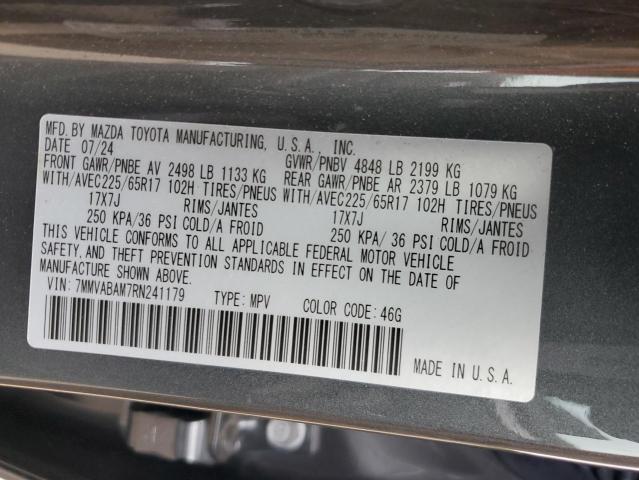 MFD. BY MAZDA TOYOTA MANUFACTURING, U.S.A., INC.
DATE 07/24 GVWR/PNBV 4848 LB 2199 KG
FRONT GAWR/PNBE AV 2498 LB 1133 KG REAR GAWR/PNBE AR 2379 LB 1079 KG
WITH/AVEC225/65R17 102H TIRES/PNEUS WITH/AVEC225/65R17 102H TIRES/PNEUS
17X7J RIMS/JANTES 17X7J RIMS/JANTES
250 KPA/36 PSI COLD/A FROID 250 KPA/ 36 PSI COLD/A FROID
THIS VEHICLE CONFORMS TO ALL APPLICABLE FEDERAL MOTOR VEHICLE
SAFETY, AND THEFT PREVENTION STANDARDS IN EFFECT ON THE DATE OF
MANUFACTURE SHOWN ABOVE.
VIN: 7MMVABAM7RN241179 TYPE: MPV COLOR CODE: 46G
MADE IN U.S.A.